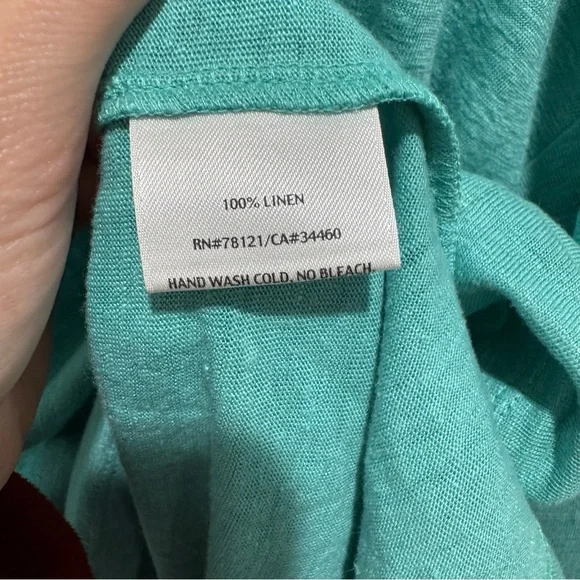 100% LINEN
RN#78121/CA#34460
HAND WASH COLD, NO BLEACH